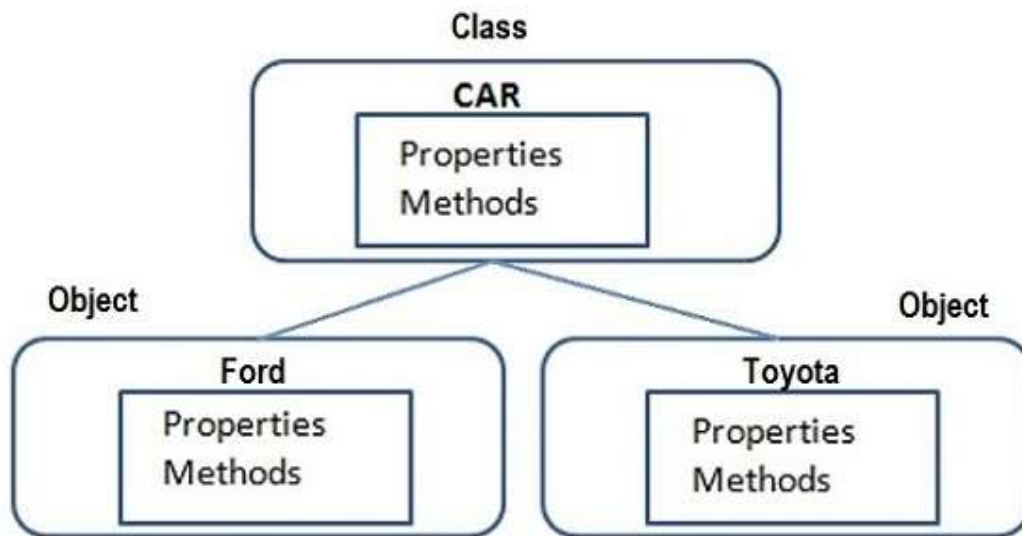 Class
CAR
Properties
Methods
Object
Object
Ford
Properties
Methods
Toyota
Properties
Methods